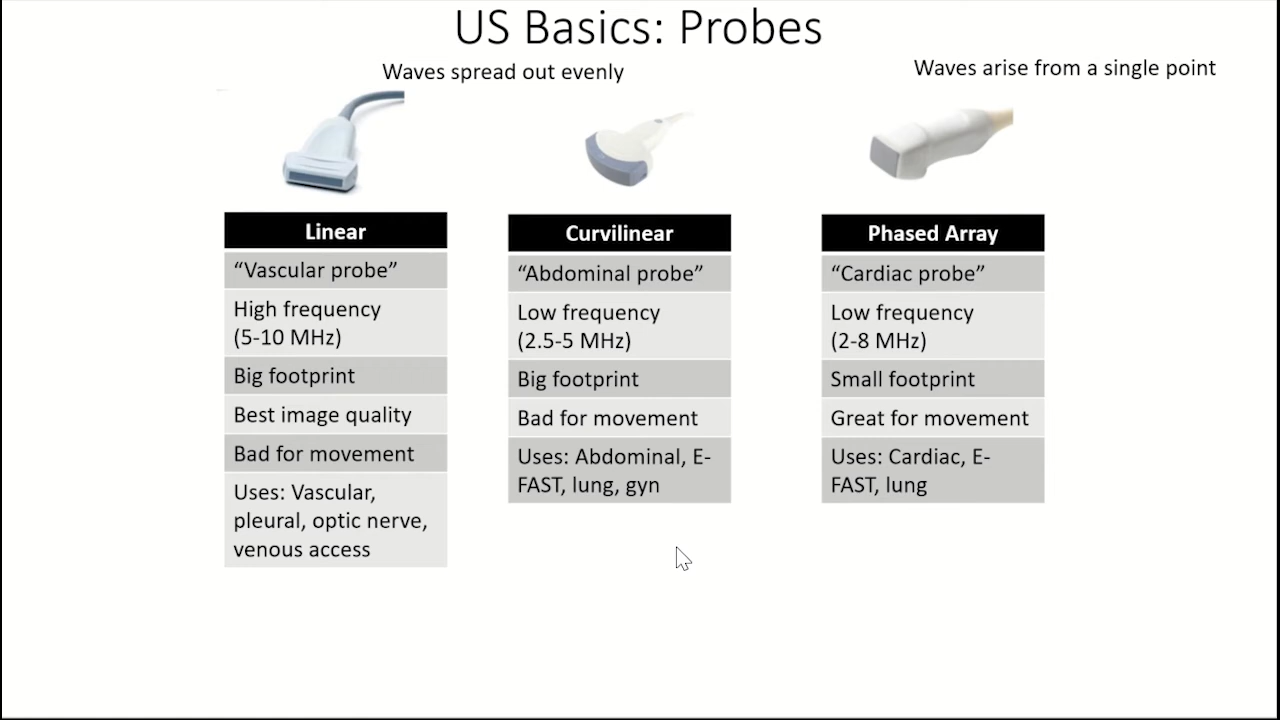 US Basics: Probes
Waves spread out evenly
Waves arise from a single point
Linear
“Vascular probe”
High frequency
(5-10 MHz)
Big footprint
Best image quality
Bad for movement
Uses: Vascular,
pleural, optic nerve,
venous access
Curvilinear
“Abdominal probe”
Low frequency
(2.5-5 MHz)
Big footprint
Bad for movement
Uses: Abdominal, E-
FAST, lung, gyn
Phased Array
“Cardiac probe”
Low frequency
(2-8 MHz)
Small footprint
Great for movement
Uses: Cardiac, E-
FAST, lung